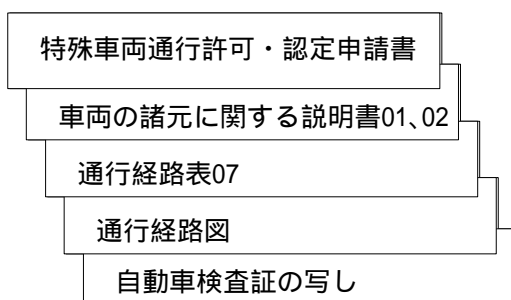 特殊車両通行許可・認定申請書
車両の諸元に関する説明書01、02
通行経路表07
通行経路図
自動車検査証の写し